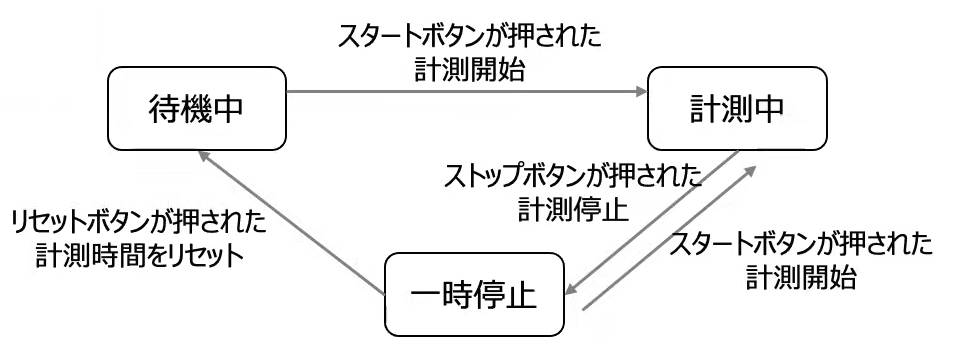 スタートボタンが押された
計測開始
待機中
計測中
ストップボタンが押された
計測停止
リセットボタンが押された
計測時間をリセット
スタートボタンが押された
計測開始
一時停止